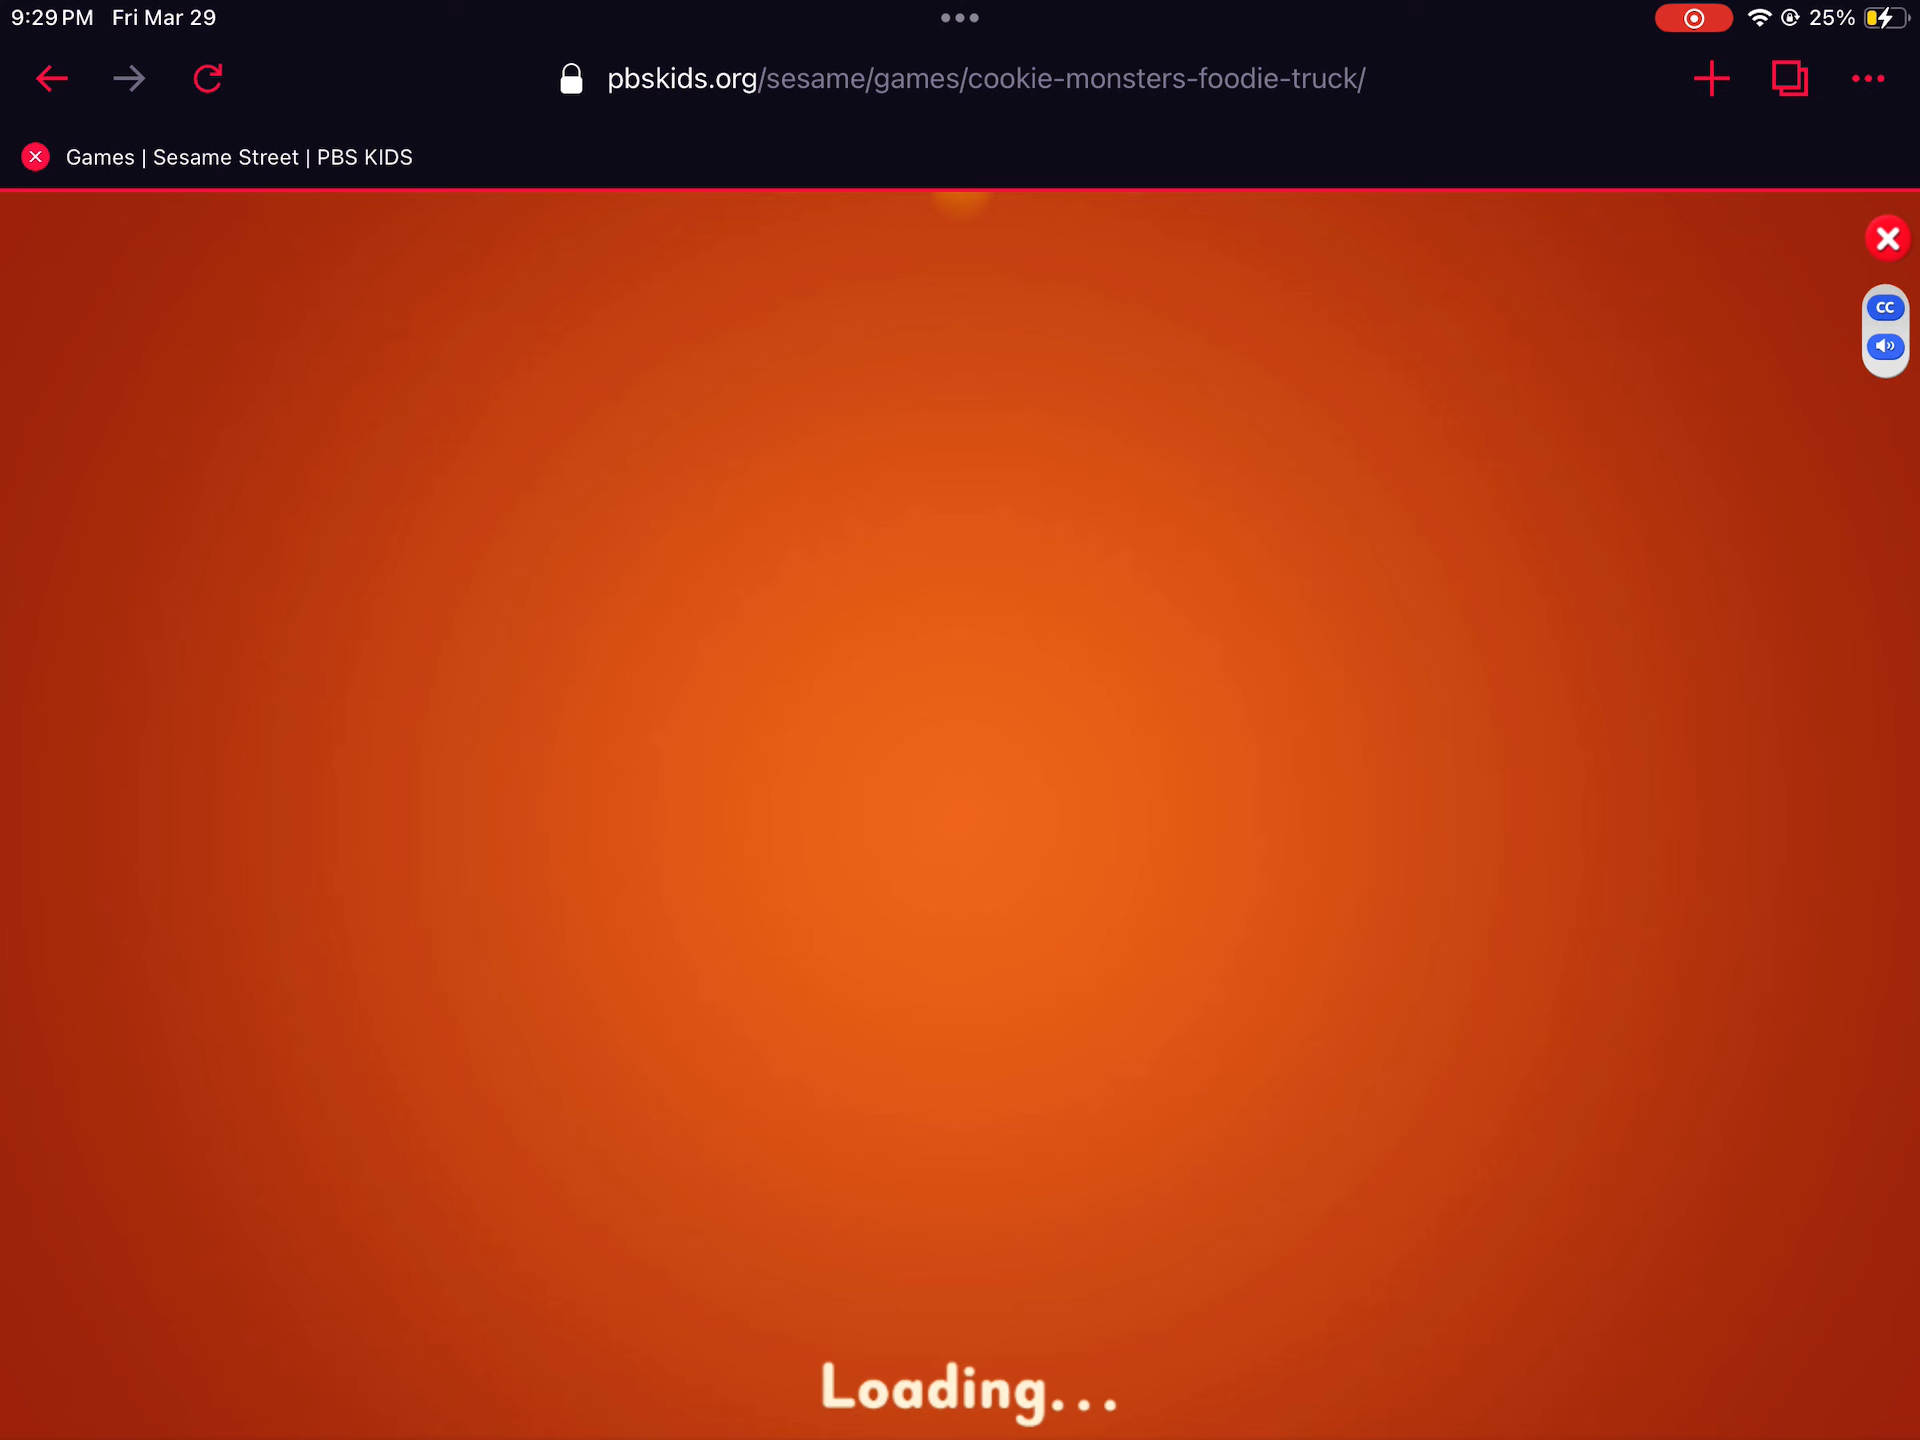 9:29 PM Fri Mar 29
25%
pbskids.org/sesame/games/cookie-monsters-foodie-truck/
Games | Sesame Street | PBS KIDS
CC
Loading...